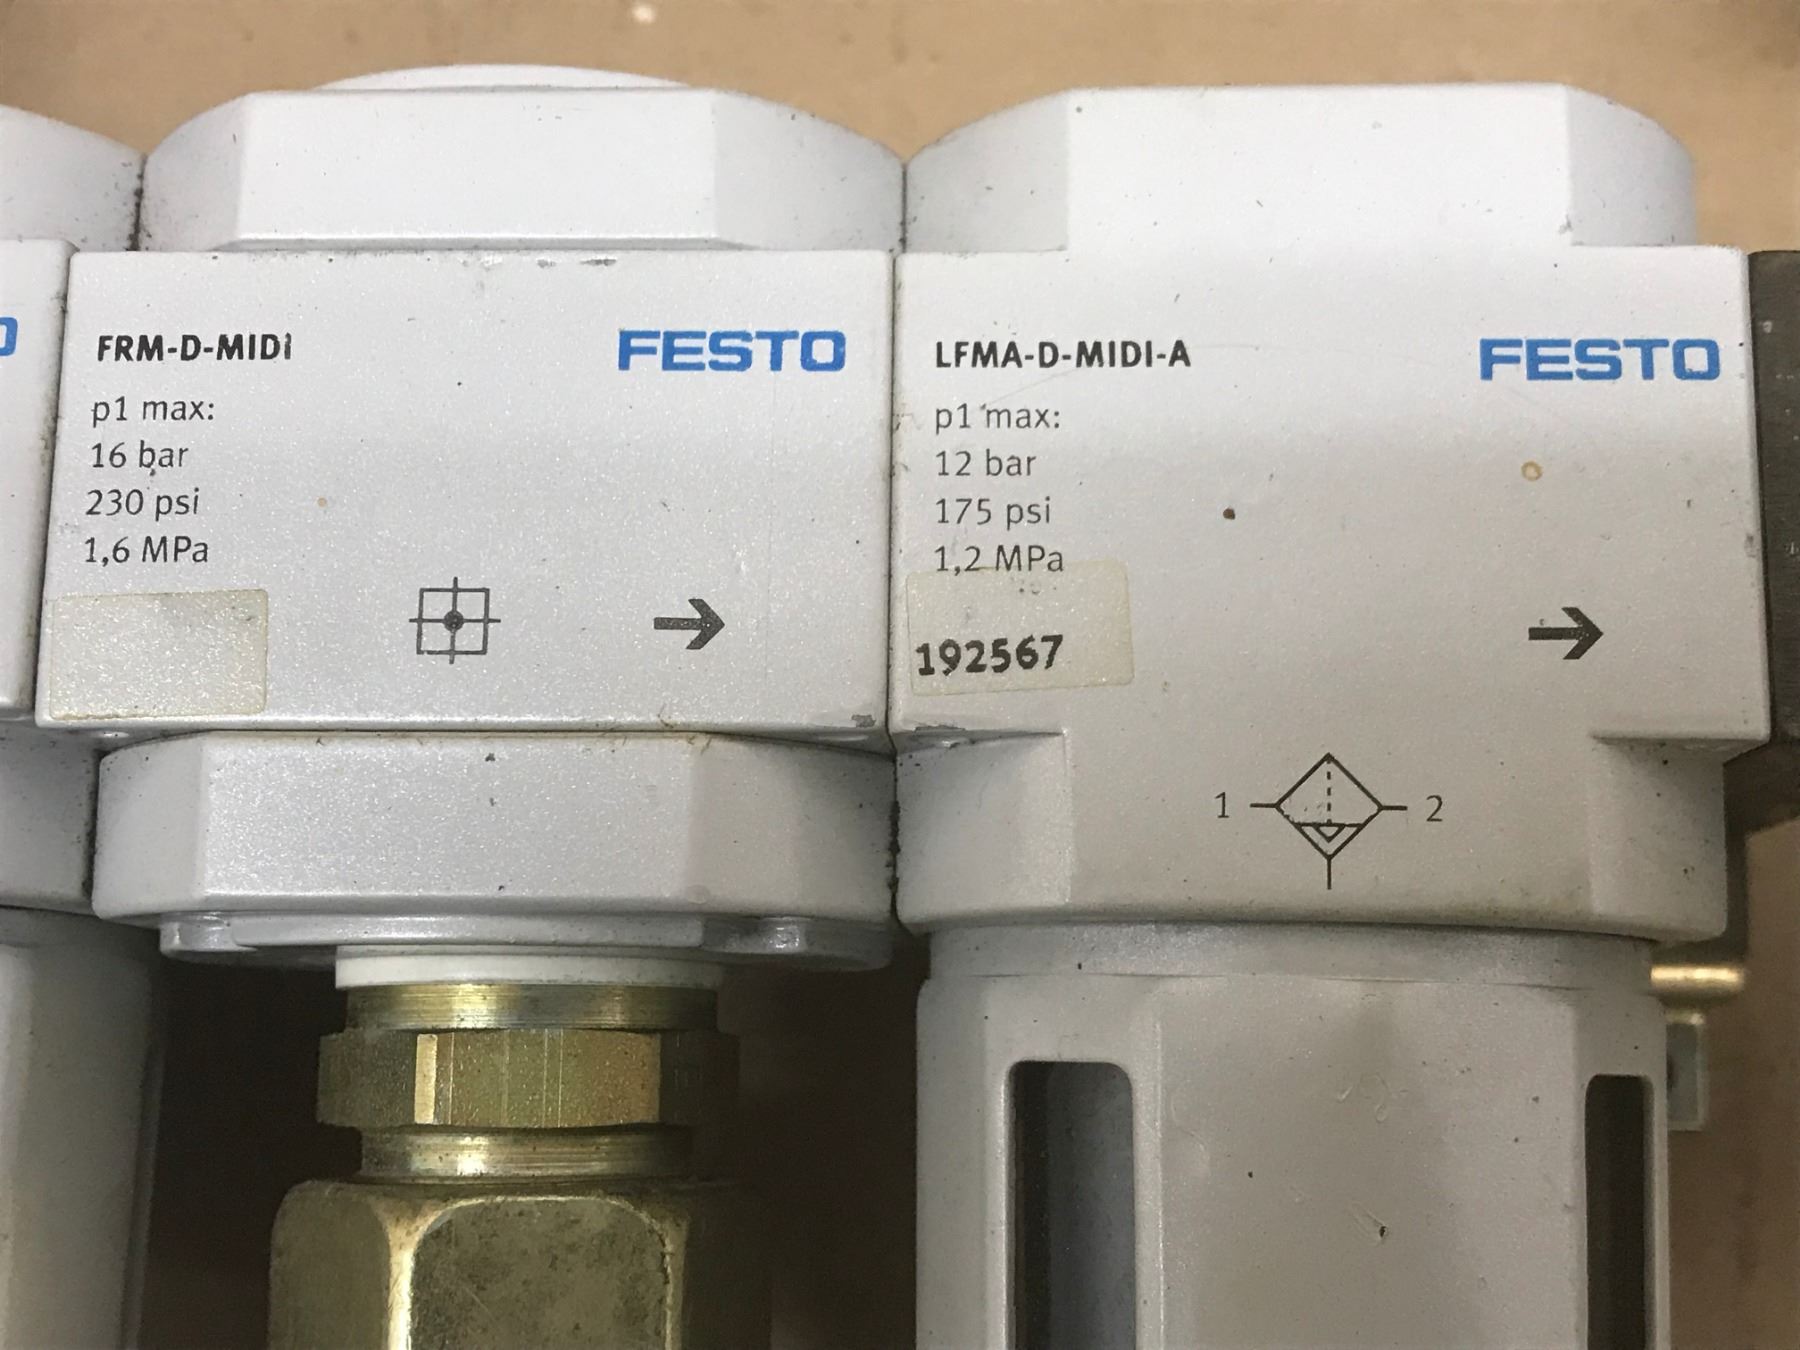 FRM-D-MIDI
FESTO
p1 max:
16 bar
230 psi
1,6 MPa
LFMA-D-MIDI-A
FESTO
p1 max:
12 bar
175 psi
1,2 MPa
192567
1 2